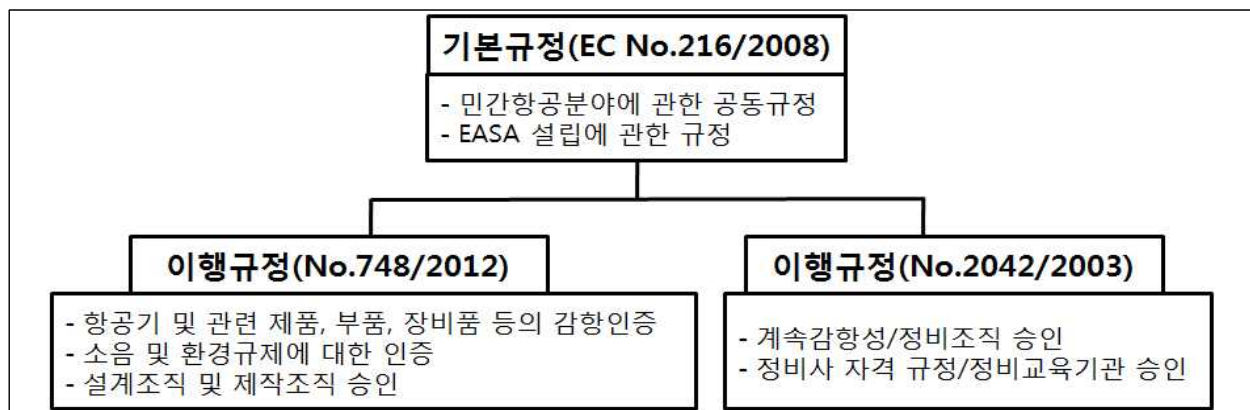 기본규정(EC No.216/2008)
- 민간항공분야에 관한 공동규정
- EASA 설립에 관한 규정
이행규정(No.748/2012)
- 항공기 및 관련 제품, 부품, 장비품 등의 감항인증
- 소음 및 환경규제에 대한 인증
- 설계조직 및 제작조직 승인
이행규정(No.2042/2003)
- 계속감항성/정비조직 승인
- 정비사 자격 규정/정비교육기관 승인